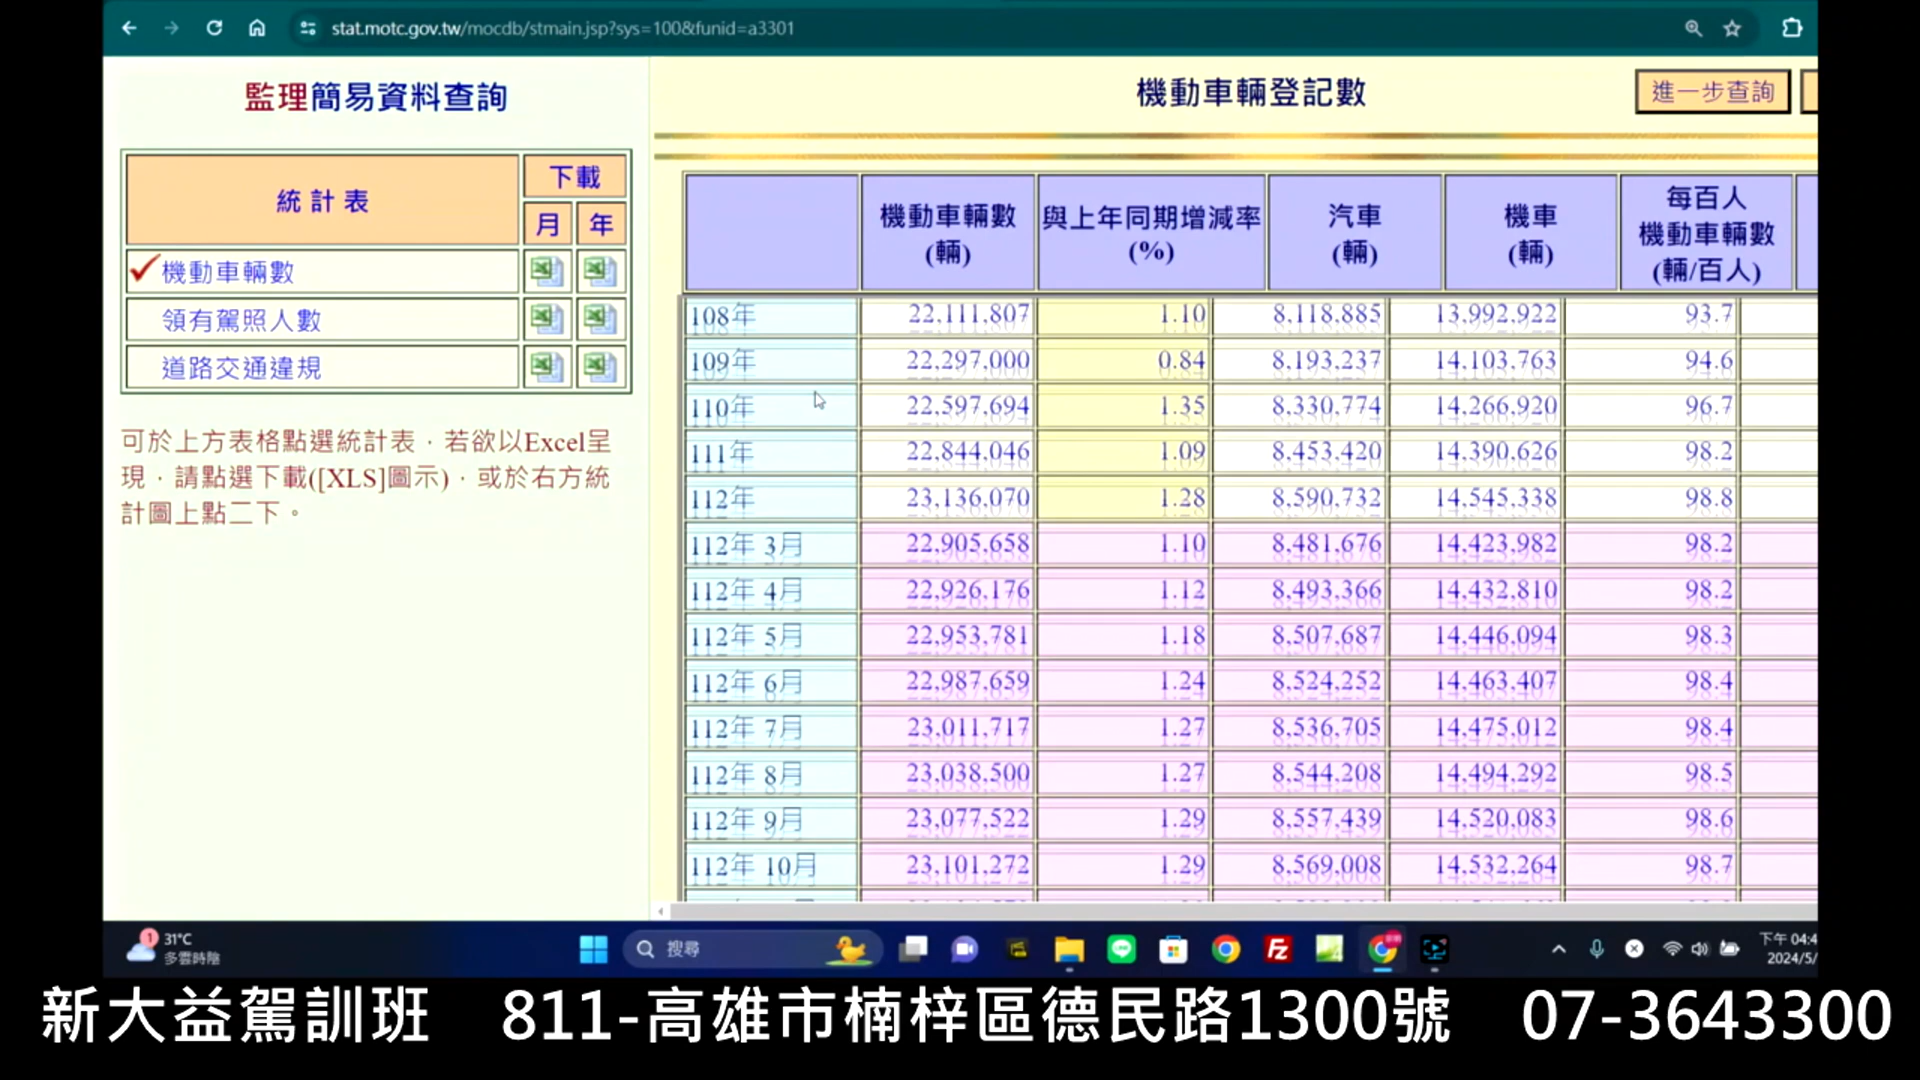 stat.motc.gov.tw/mocdb/stmain.jsp?sys=100&funid=a3301
監理簡易資料查詢
統計表 下載
月 年
機動車輛數
領有駕照人數
道路交通違規
可於上方表格點選統計表，若欲以Excel呈
現，請點選下載([XLS]圖示)，或於右方統
計圖上點二下。
機動車輛登記數
進一步查詢
機動車輛數
(輛)
與上年同期增減率
(%)
汽車
(輛)
機車
(輛)
每百人
機動車輛數
(輛/百人)
108年 22,111,807 1.10 8,118,885 13,992,922 93.7
109年 22,297,000 0.84 8,193,237 14,103,763 94.6
110年 22,597,694 1.35 8,330,774 14,266,920 96.7
111年 22,844,046 1.09 8,453,420 14,390,626 98.2
112年 23,136,070 1.28 8,590,732 14,545,338 98.8
112年 3月 22,905,658 1.10 8,481,676 14,423,982 98.2
112年 4月 22,926,176 1.12 8,493,366 14,432,810 98.2
112年 5月 22,953,781 1.18 8,507,687 14,446,094 98.3
112年 6月 22,987,659 1.24 8,524,252 14,463,407 98.4
112年 7月 23,011,717 1.27 8,536,705 14,475,012 98.4
112年 8月 23,038,500 1.27 8,544,208 14,494,292 98.5
112年 9月 23,077,522 1.29 8,557,439 14,520,083 98.6
112年 10月 23,101,272 1.29 8,569,008 14,532,264 98.7
1
31°C
多雲時陰
搜尋
下午 04:4
2024/5/
新大益駕訓班 811-高雄市楠梓區德民路1300號 07-3643300